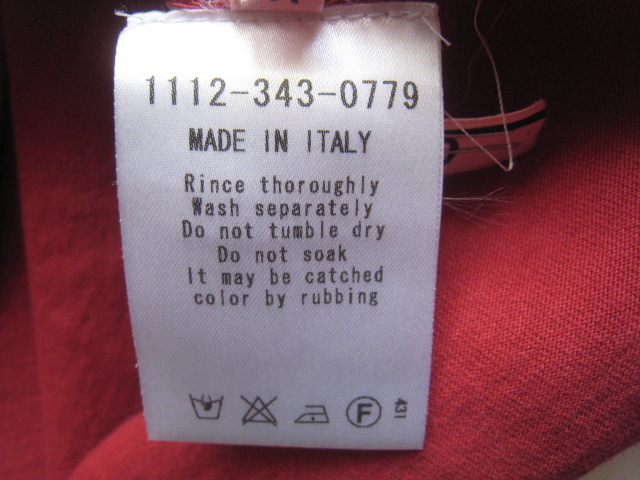 1112-343-0779
MADE IN ITALY
Rince thoroughly
Wash separately
Do not tumble dry
Do not soak
It may be catched
color by rubbing
F
431